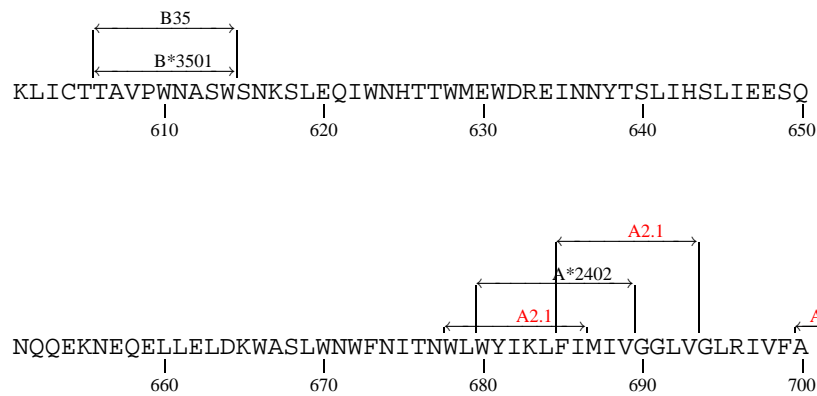 B35
B*3501
KLICTTAVPWNASWSNKSLEQIWNHTTWMEWDREINNYTSLIHSLIEESQ
610 620 630 640 650
A2.1
A*2402
A2.1 A
NQQEKNEQELLELDKWASLWNWFNITNWLWYIKLFIMIVGGLVGLRIVFA
660 670 680 690 700